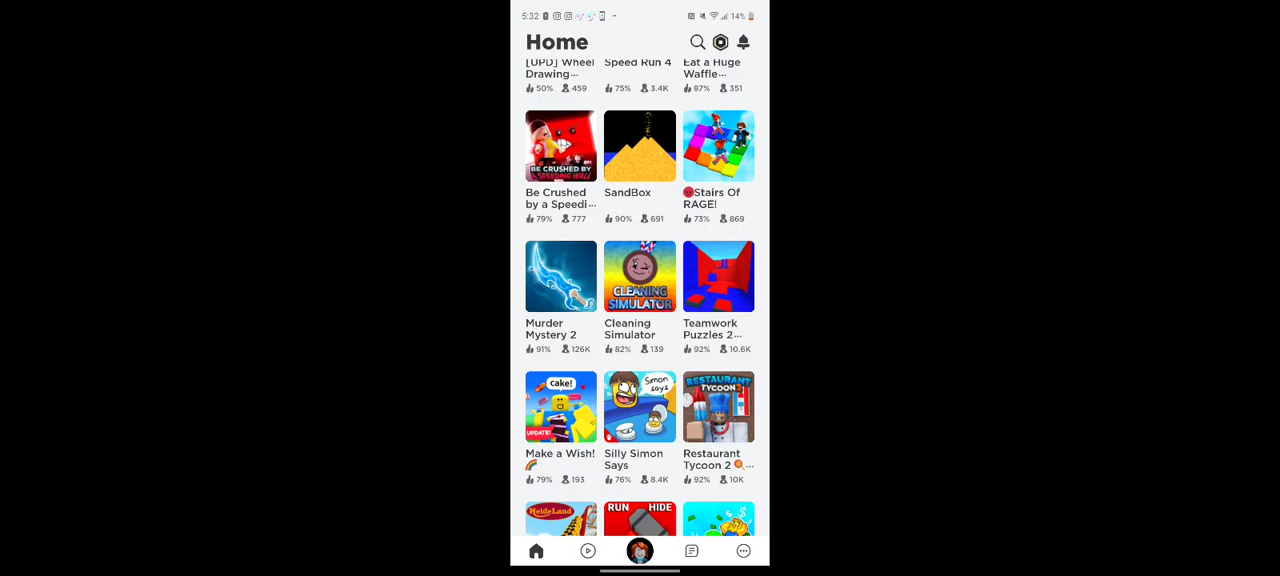 5:32
14%
Home
[UPD] Wheel
Drawing...
50% 459
Speed Run 4
75% 3.4K
Eat a Huge
Waffle...
87% 351
BE CRUSHED BY
A SPEEDING WALL
Be Crushed
by a Speedi...
79% 777
SandBox
90% 691
😡Stairs Of
RAGE!
73% 869
Murder
Mystery 2
91% 126K
CLEANING
SIMULATOR
Cleaning
Simulator
82% 139
Teamwork
Puzzles 2...
92% 10.6K
cake!
UPDATE!
Make a Wish!
🌈
79% 193
Simon
says
Silly Simon
Says
76% 8.4K
RESTAURANT
TYCOON 2
Restaurant
Tycoon 2 🍭...
92% 10K
HeideLand
RUN HIDE